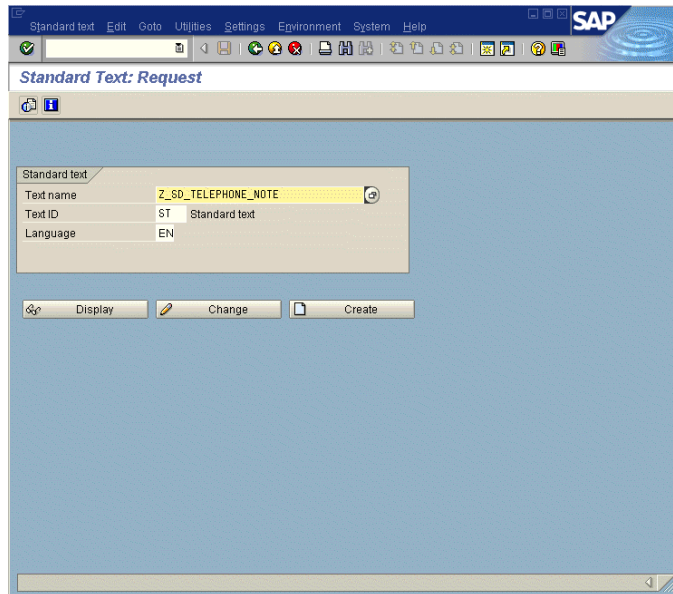 Standard text Edit Goto Utilities Settings Environment System Help
SAP
Standard Text: Request
Standard text
Text name Z_SD_TELEPHONE_NOTE
Text ID ST Standard text
Language EN
Display Change Create